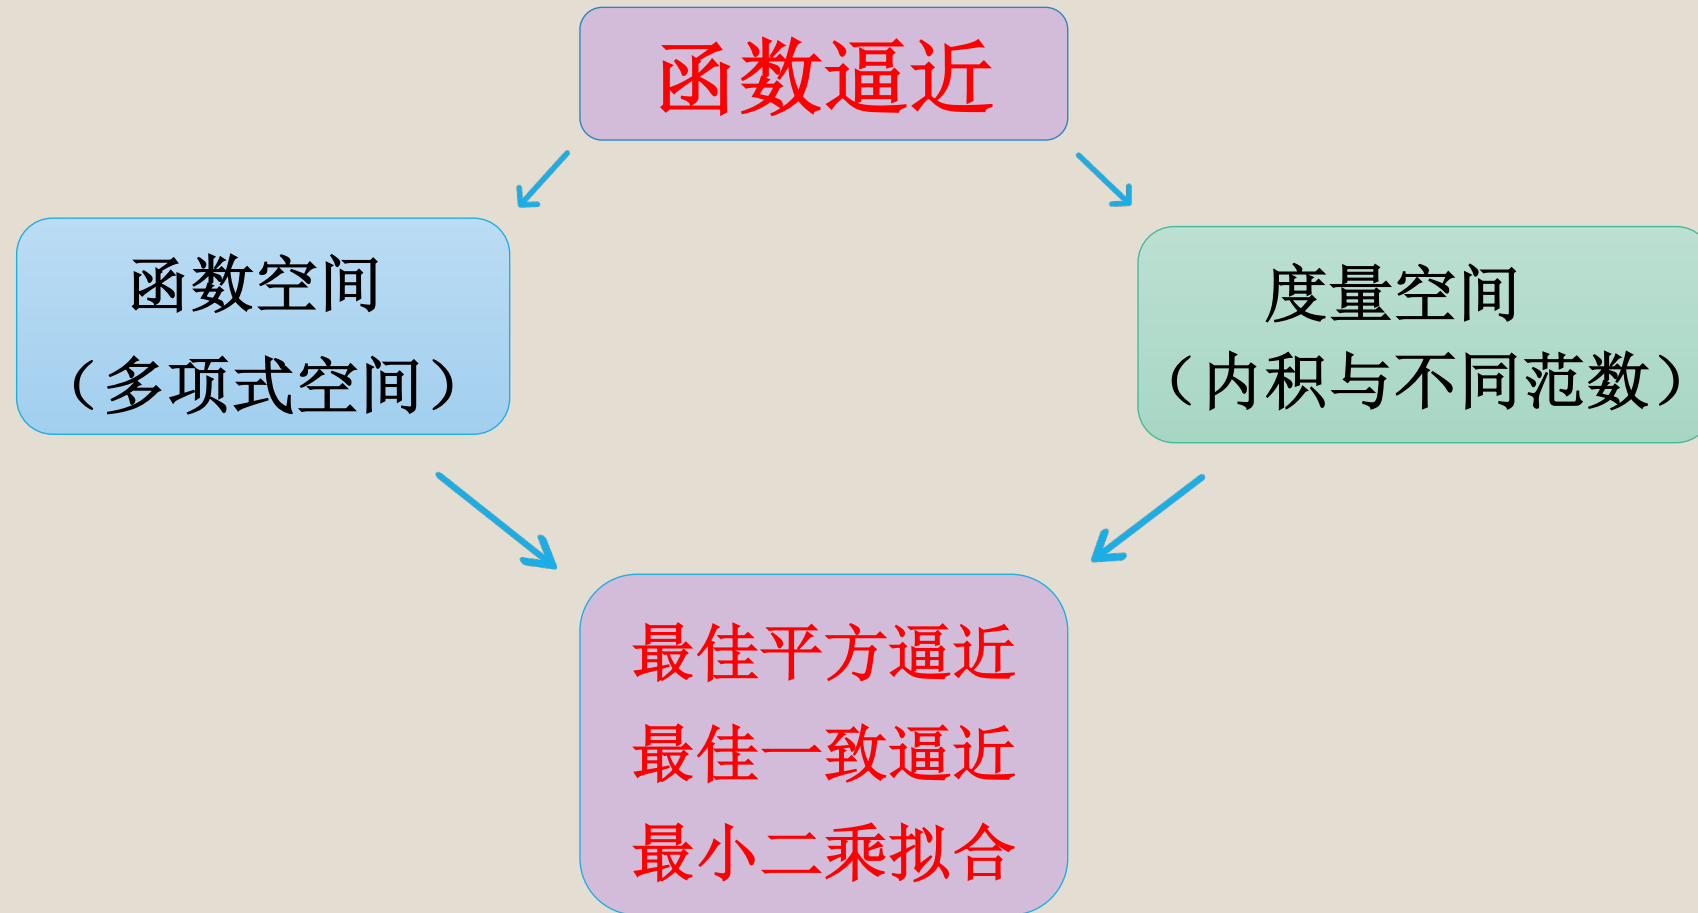 函数逼近
函数空间
（多项式空间）
度量空间
（内积与不同范数）
最佳平方逼近
最佳一致逼近
最小二乘拟合